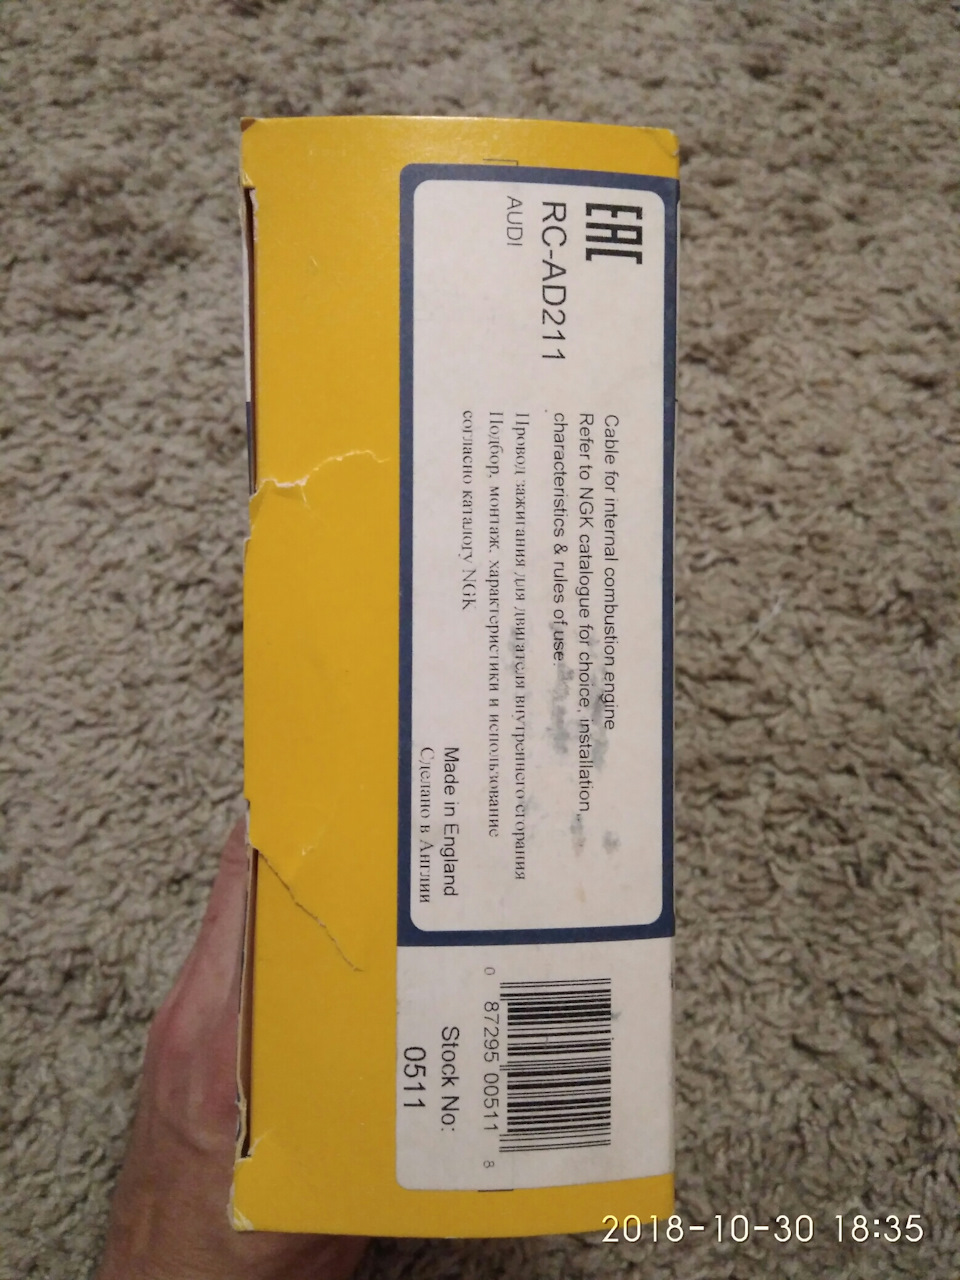 EAC
RC-AD211
AUDI
Cable for internal combustion engine
Refer to NGK catalogue for choice, installation,
characteristics & rules of use.
Провод зажигания для двигателя внутреннего сгорания
Подбор, монтаж, характеристики и использование
согласно каталогу NGK
Made in England
Сделано в Англии
0 87295 00511 8
Stock No:
0511
2018-10-30 18:35